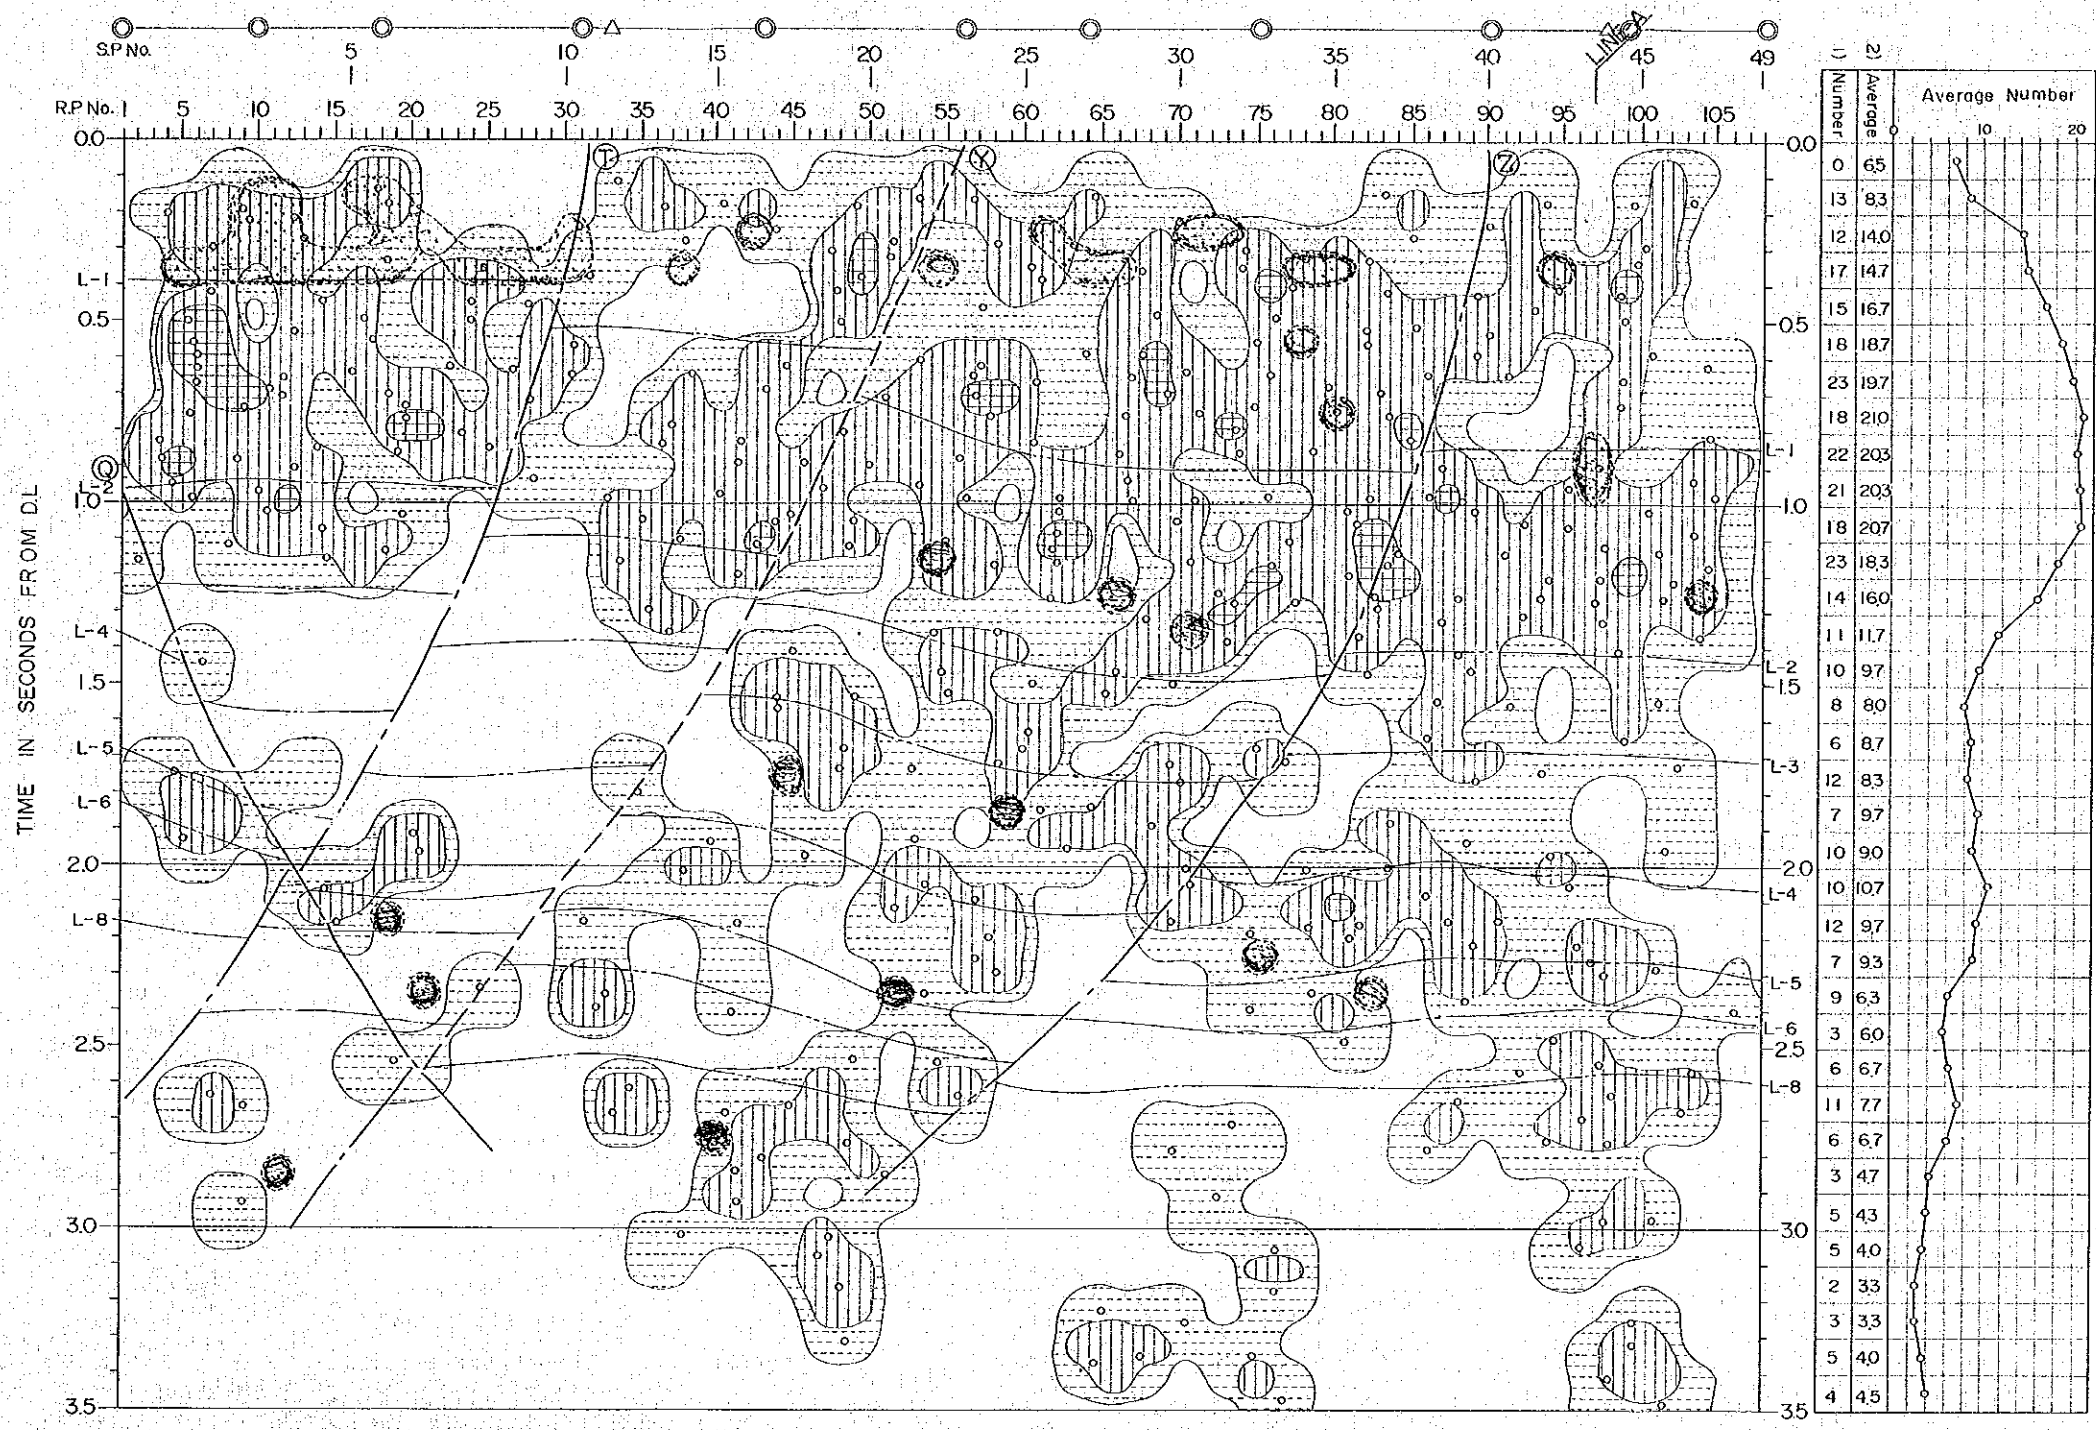 S.P No. 5 10 15 20 25 30 35 40 45 49
LINE A
R.P No. 1 5 10 15 20 25 30 35 40 45 50 55 60 65 70 75 80 85 90 95 100 105
1) Number
2) Average
Average Number
0 10 20
TIME IN SECONDS FROM D.L
0.0
L-1
0.5
L-2
1.0
L-4
1.5
L-5
L-6
2.0
L-8
2.5
3.0
3.5
T
Y
Z
Q
0.0
0.5
L-1
1.0
L-2
1.5
L-3
2.0
L-4
L-5
L-6
2.5
L-8
3.0
3.5
0 6.5
13 8.3
12 14.0
17 14.7
15 16.7
18 18.7
23 19.7
18 21.0
22 20.3
21 20.3
18 20.7
23 18.3
14 16.0
11 11.7
10 9.7
8 8.0
6 8.7
12 8.3
7 9.7
10 9.0
10 10.7
12 9.7
7 9.3
9 6.3
3 6.0
6 6.7
11 7.7
6 6.7
3 4.7
5 4.3
5 4.0
2 3.3
3 3.3
5 4.0
4 4.5